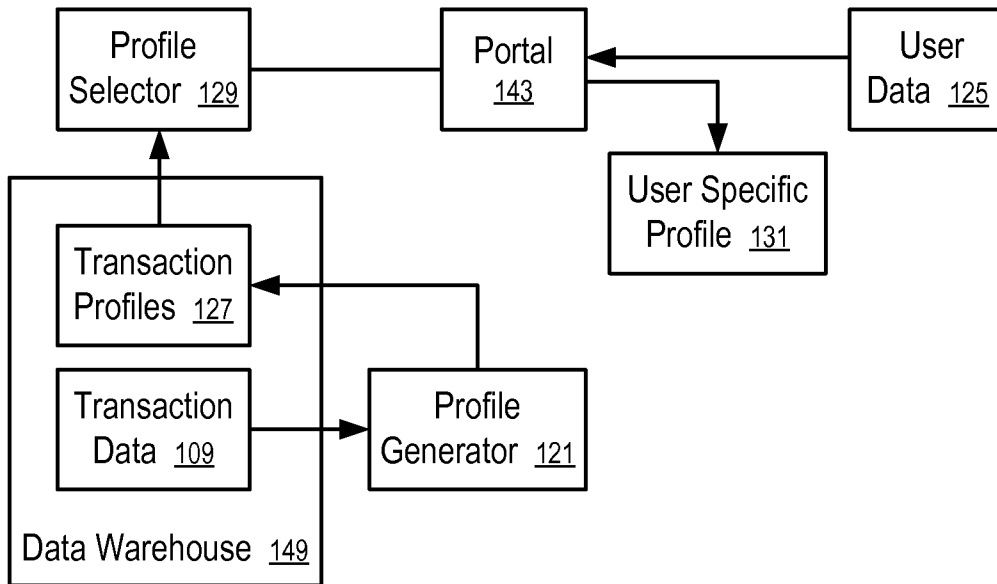 Profile
Selector 129
Portal
143
User
Data 125
User Specific
Profile 131
Transaction
Profiles 127
Transaction
Data 109
Profile
Generator 121
Data Warehouse 149